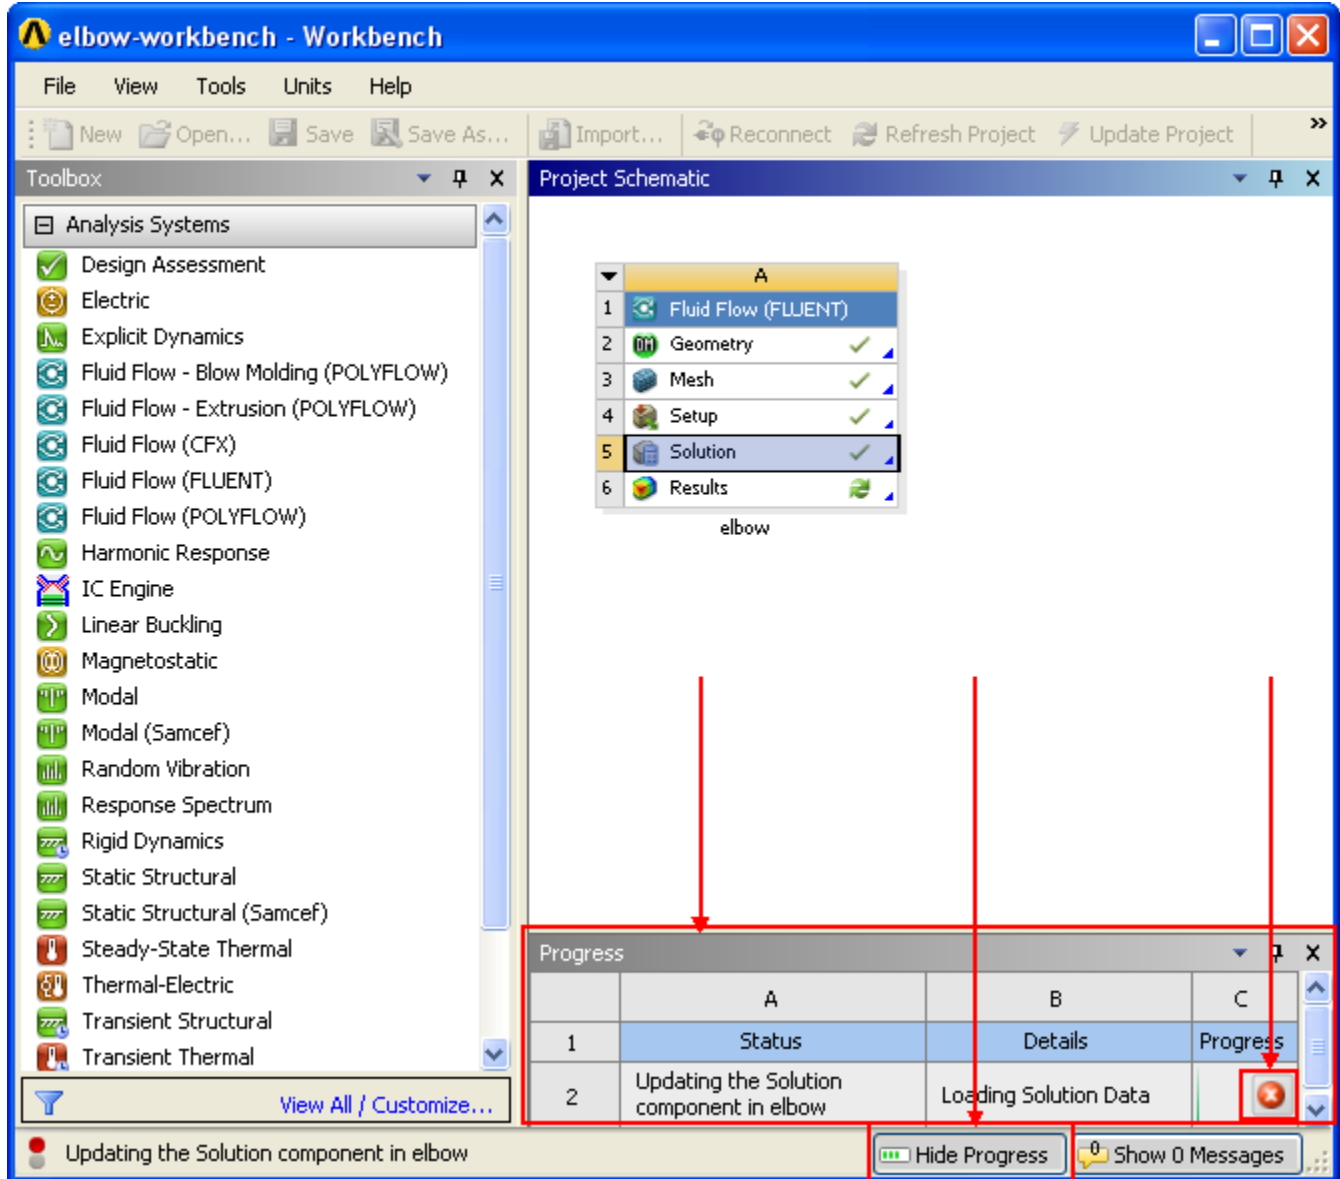 elbow-workbench - Workbench
File View Tools Units Help
New Open... Save Save As... Import... Reconnect Refresh Project Update Project »
Toolbox
Analysis Systems
Design Assessment
Electric
Explicit Dynamics
Fluid Flow - Blow Molding (POLYFLOW)
Fluid Flow - Extrusion (POLYFLOW)
Fluid Flow (CFX)
Fluid Flow (FLUENT)
Fluid Flow (POLYFLOW)
Harmonic Response
IC Engine
Linear Buckling
Magnetostatic
Modal
Modal (Samcef)
Random Vibration
Response Spectrum
Rigid Dynamics
Static Structural
Static Structural (Samcef)
Steady-State Thermal
Thermal-Electric
Transient Structural
Transient Thermal
View All / Customize...
Project Schematic
A
1 Fluid Flow (FLUENT)
2 Geometry
3 Mesh
4 Setup
5 Solution
6 Results
elbow
Progress
A B C
1 Status Details Progress
2 Updating the Solution component in elbow Loading Solution Data
Updating the Solution component in elbow
Hide Progress
0 Show 0 Messages